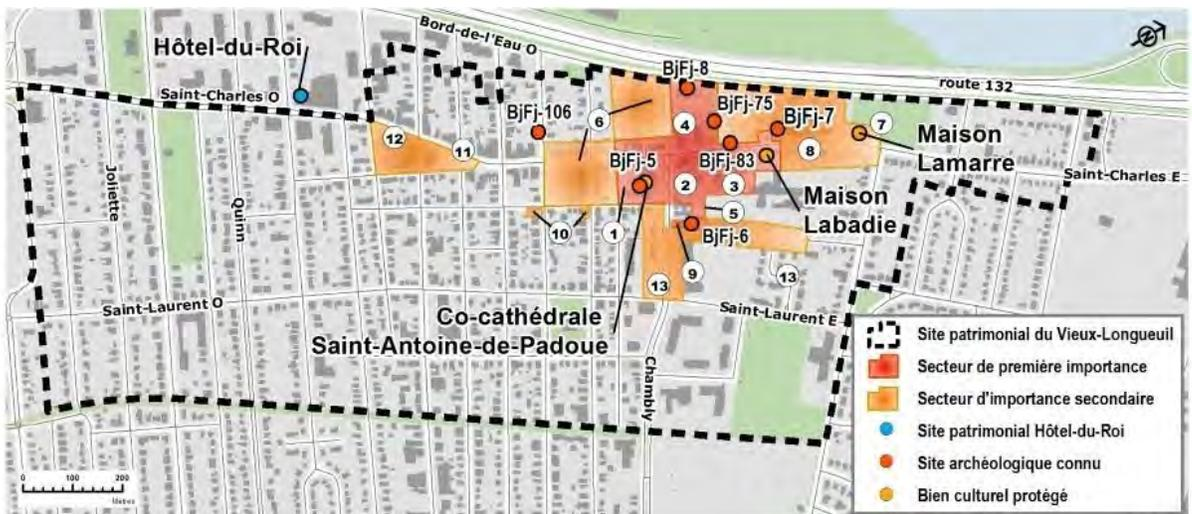 Bord-de-l'Eau O
Hôtel-du-Roi
route 132
Saint-Charles O
BjFj-8
BjFj-106
6
BjFj-75
4
BjFj-7
7
Maison
Lamarre
12
11
BjFj-5
BjFj-83
8
Saint-Charles E
Joliette
Quinn
2
3
Maison
Labadie
10
1
5
BjFj-6
9
13
13
Saint-Laurent O
Saint-Laurent E
Co-cathédrale
Saint-Antoine-de-Padoue
Chambly
0 100 200
Mètres
Site patrimonial du Vieux-Longueuil
Secteur de première importance
Secteur d'importance secondaire
Site patrimonial Hôtel-du-Roi
Site archéologique connu
Bien culturel protégé